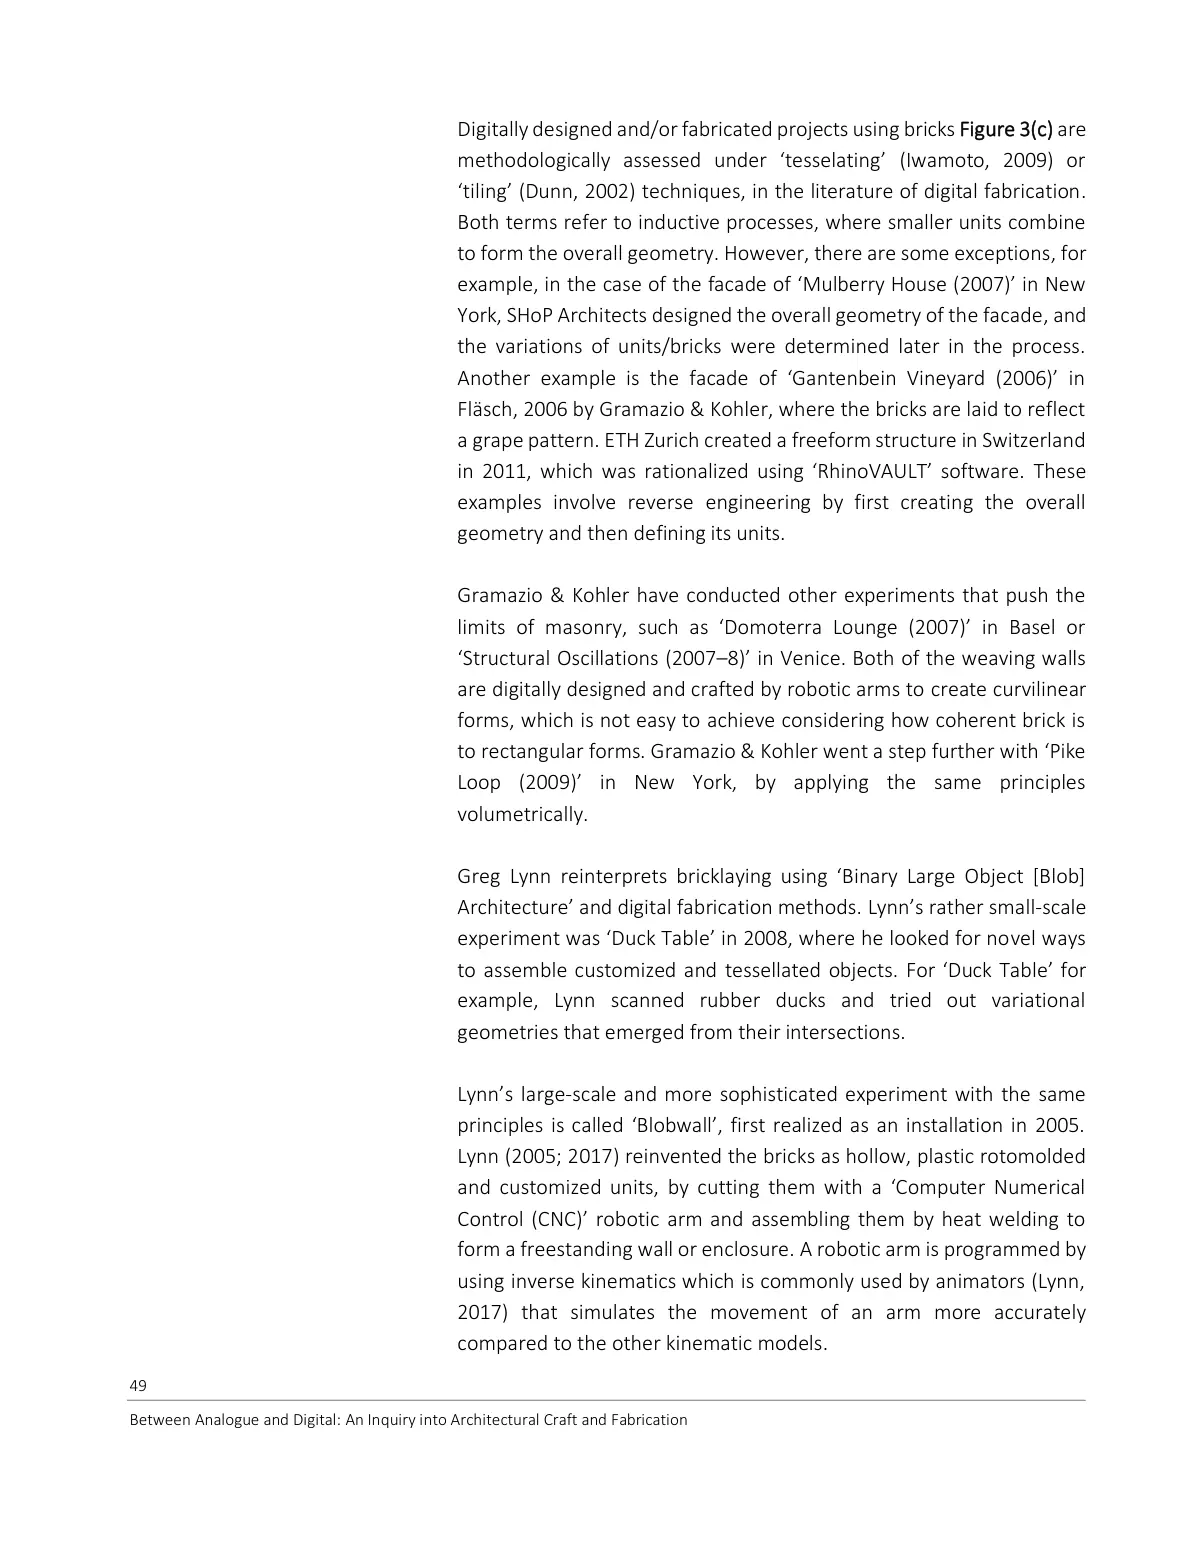 Digitally designed and/or fabricated projects using bricks Figure 3(c) are
methodologically assessed under ‘tesselating’ (Iwamoto, 2009) or
‘tiling’ (Dunn, 2002) techniques, in the literature of digital fabrication.
Both terms refer to inductive processes, where smaller units combine
to form the overall geometry. However, there are some exceptions, for
example, in the case of the facade of ‘Mulberry House (2007)’ in New
York, SHoP Architects designed the overall geometry of the facade, and
the variations of units/bricks were determined later in the process.
Another example is the facade of ‘Gantenbein Vineyard (2006)’ in
Fläsch, 2006 by Gramazio & Kohler, where the bricks are laid to reflect
a grape pattern. ETH Zurich created a freeform structure in Switzerland
in 2011, which was rationalized using ‘RhinoVAULT’ software. These
examples involve reverse engineering by first creating the overall
geometry and then defining its units.
Gramazio & Kohler have conducted other experiments that push the
limits of masonry, such as ‘Domoterra Lounge (2007)’ in Basel or
‘Structural Oscillations (2007–8)’ in Venice. Both of the weaving walls
are digitally designed and crafted by robotic arms to create curvilinear
forms, which is not easy to achieve considering how coherent brick is
to rectangular forms. Gramazio & Kohler went a step further with ‘Pike
Loop (2009)’ in New York, by applying the same principles
volumetrically.
Greg Lynn reinterprets bricklaying using ‘Binary Large Object [Blob]
Architecture’ and digital fabrication methods. Lynn’s rather small-scale
experiment was ‘Duck Table’ in 2008, where he looked for novel ways
to assemble customized and tessellated objects. For ‘Duck Table’ for
example, Lynn scanned rubber ducks and tried out variational
geometries that emerged from their intersections.
Lynn’s large-scale and more sophisticated experiment with the same
principles is called ‘Blobwall’, first realized as an installation in 2005.
Lynn (2005; 2017) reinvented the bricks as hollow, plastic rotomolded
and customized units, by cutting them with a ‘Computer Numerical
Control (CNC)’ robotic arm and assembling them by heat welding to
form a freestanding wall or enclosure. A robotic arm is programmed by
using inverse kinematics which is commonly used by animators (Lynn,
2017) that simulates the movement of an arm more accurately
compared to the other kinematic models.
49
Between Analogue and Digital: An Inquiry into Architectural Craft and Fabrication